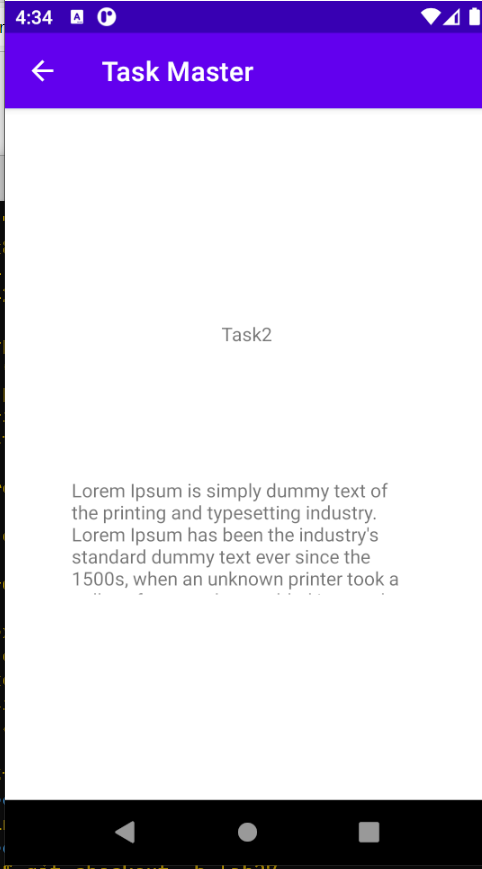 4:34
Task Master
Task2
Lorem Ipsum is simply dummy text of
the printing and typesetting industry.
Lorem Ipsum has been the industry's
standard dummy text ever since the
1500s, when an unknown printer took a